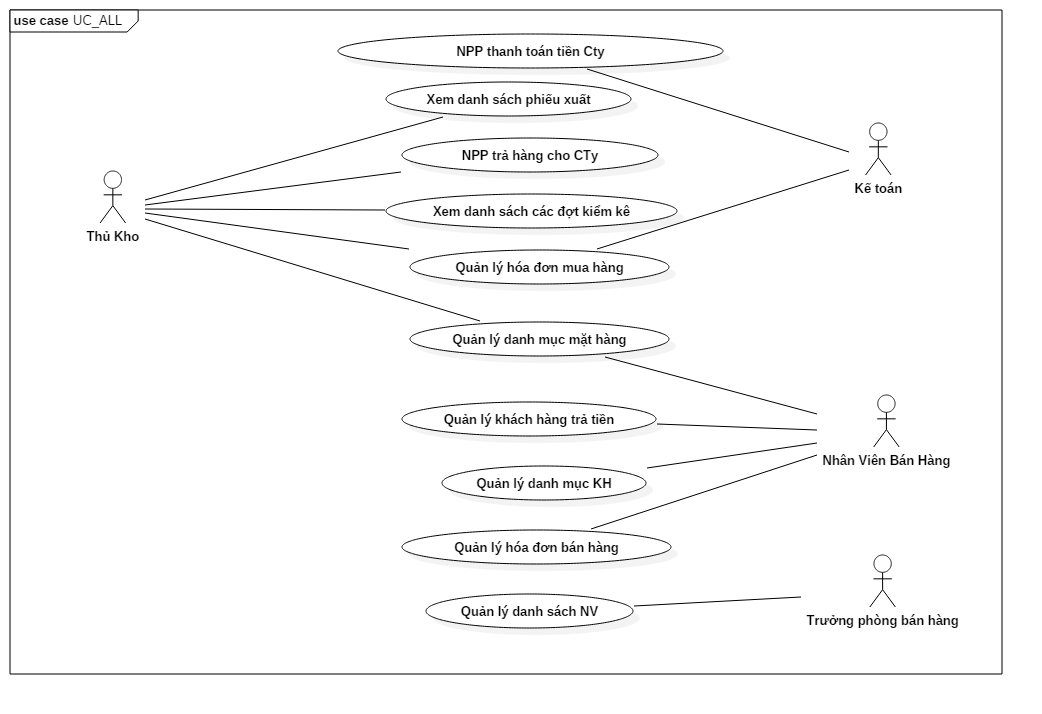 use case UC_ALL
NPP thanh toán tiền Cty
Xem danh sách phiếu xuất
NPP trả hàng cho CTy
Kế toán
Xem danh sách các đợt kiểm kê
Thủ Kho
Quản lý hóa đơn mua hàng
Quản lý danh mục mặt hàng
Quản lý khách hàng trả tiền
Nhân Viên Bán Hàng
Quản lý danh mục KH
Quản lý hóa đơn bán hàng
Quản lý danh sách NV
Trưởng phòng bán hàng